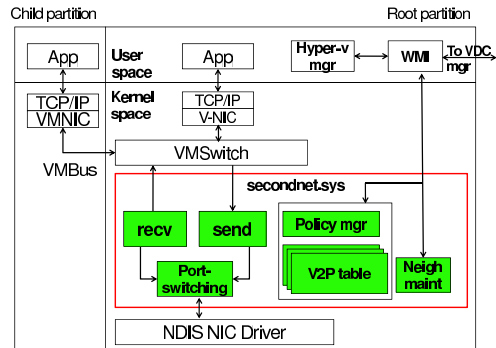 Child partition
Root partition
App
User space
App
Hyper-v mgr
WMI
To VDC mgr
TCP/IP
VMNIC
Kernel space
TCP/IP
V-NIC
VMBus
VMSwitch
secondnet.sys
recv
send
Policy mgr
Port-switching
V2P table
Neigh maint
NDIS NIC Driver